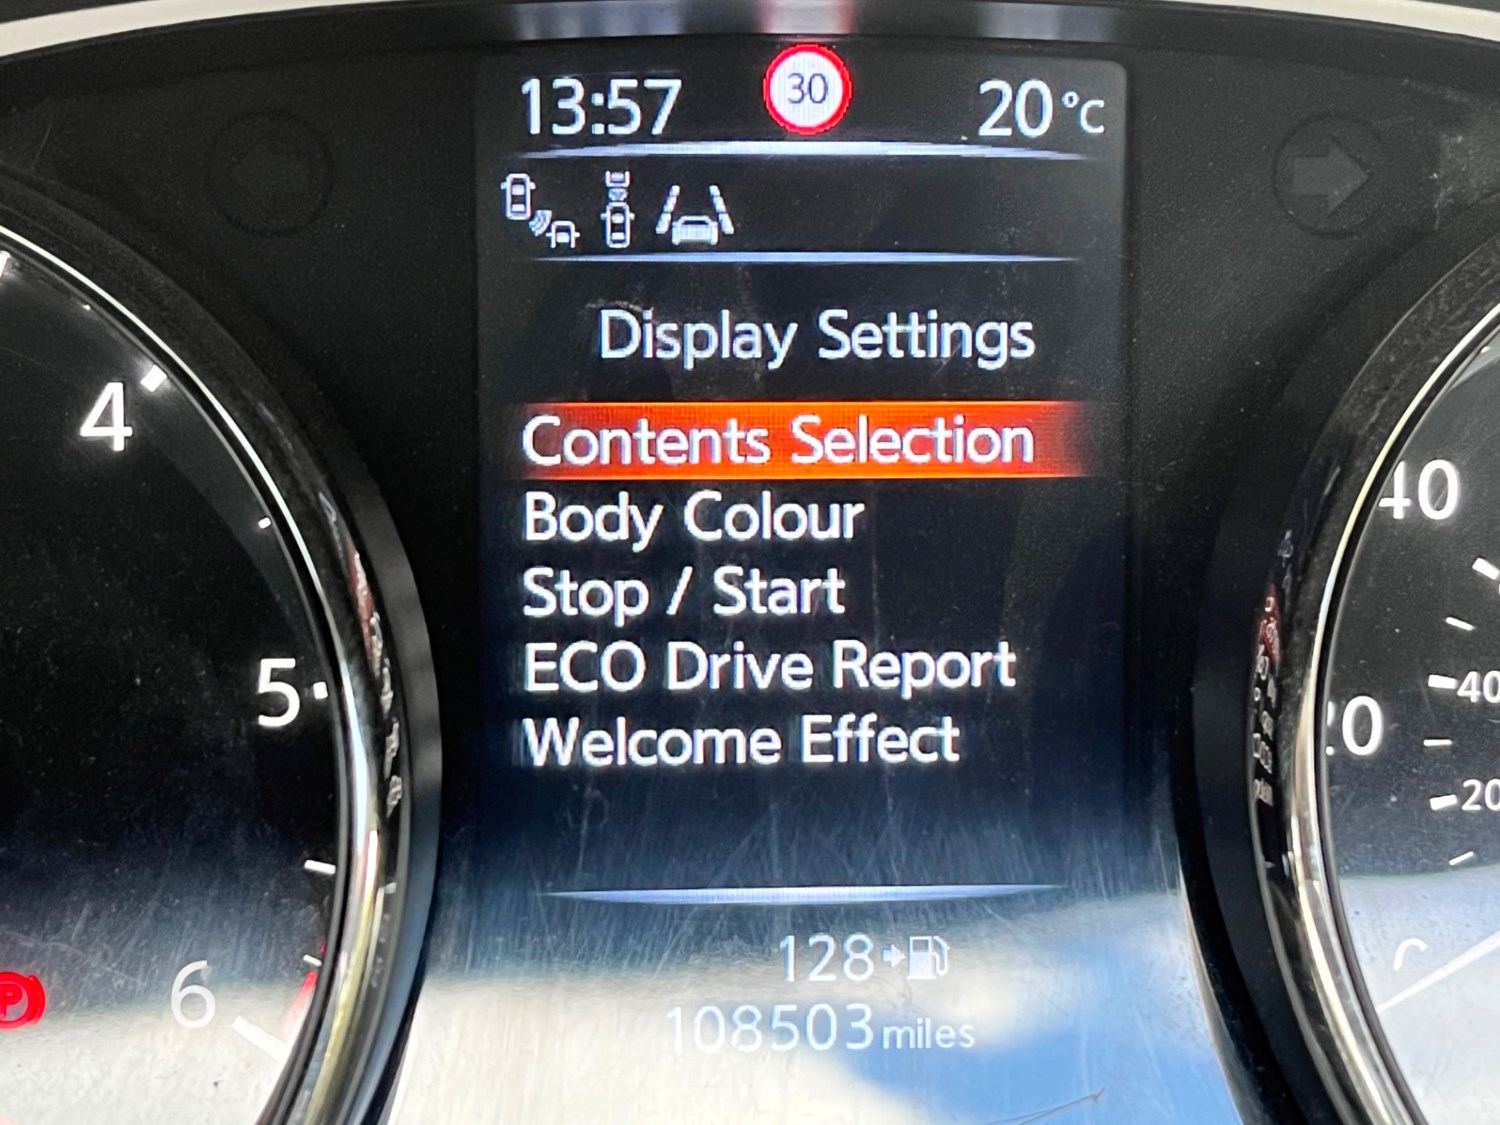 13:57 30 20°C
Display Settings
Contents Selection
Body Colour
Stop / Start
ECO Drive Report
Welcome Effect
128
108503 miles
4
5
6
P
40
20
40
20